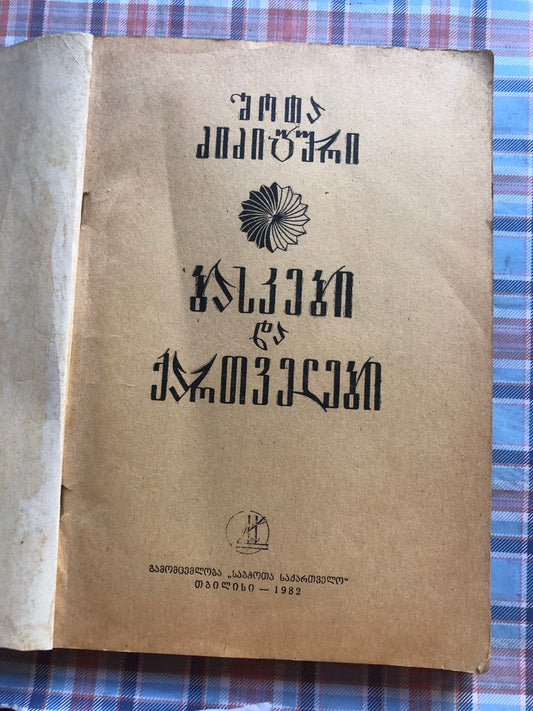 შოთა
ძიძიგური
ბასკები
და
ქართველები
გამომცემლობა „საბჭოთა საქართველო“
თბილისი — 1982